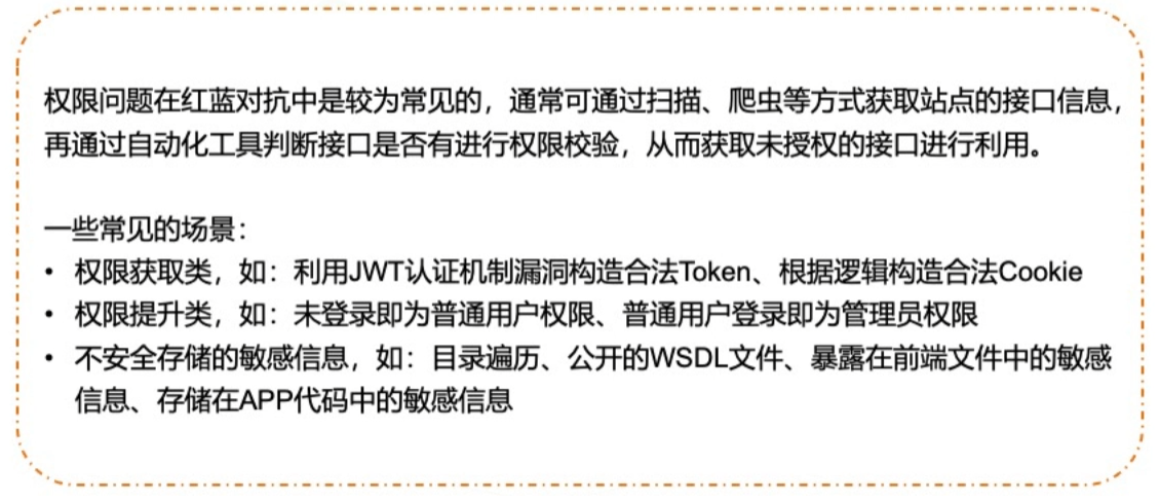 权限问题在红蓝对抗中是较为常见的，通常可通过扫描、爬虫等方式获取站点的接口信息，
再通过自动化工具判断接口是否有进行权限校验，从而获取未授权的接口进行利用。
一些常见的场景：
• 权限获取类，如：利用JWT认证机制漏洞构造合法Token、根据逻辑构造合法Cookie
• 权限提升类，如：未登录即为普通用户权限、普通用户登录即为管理员权限
• 不安全存储的敏感信息，如：目录遍历、公开的WSDL文件、暴露在前端文件中的敏感
信息、存储在APP代码中的敏感信息